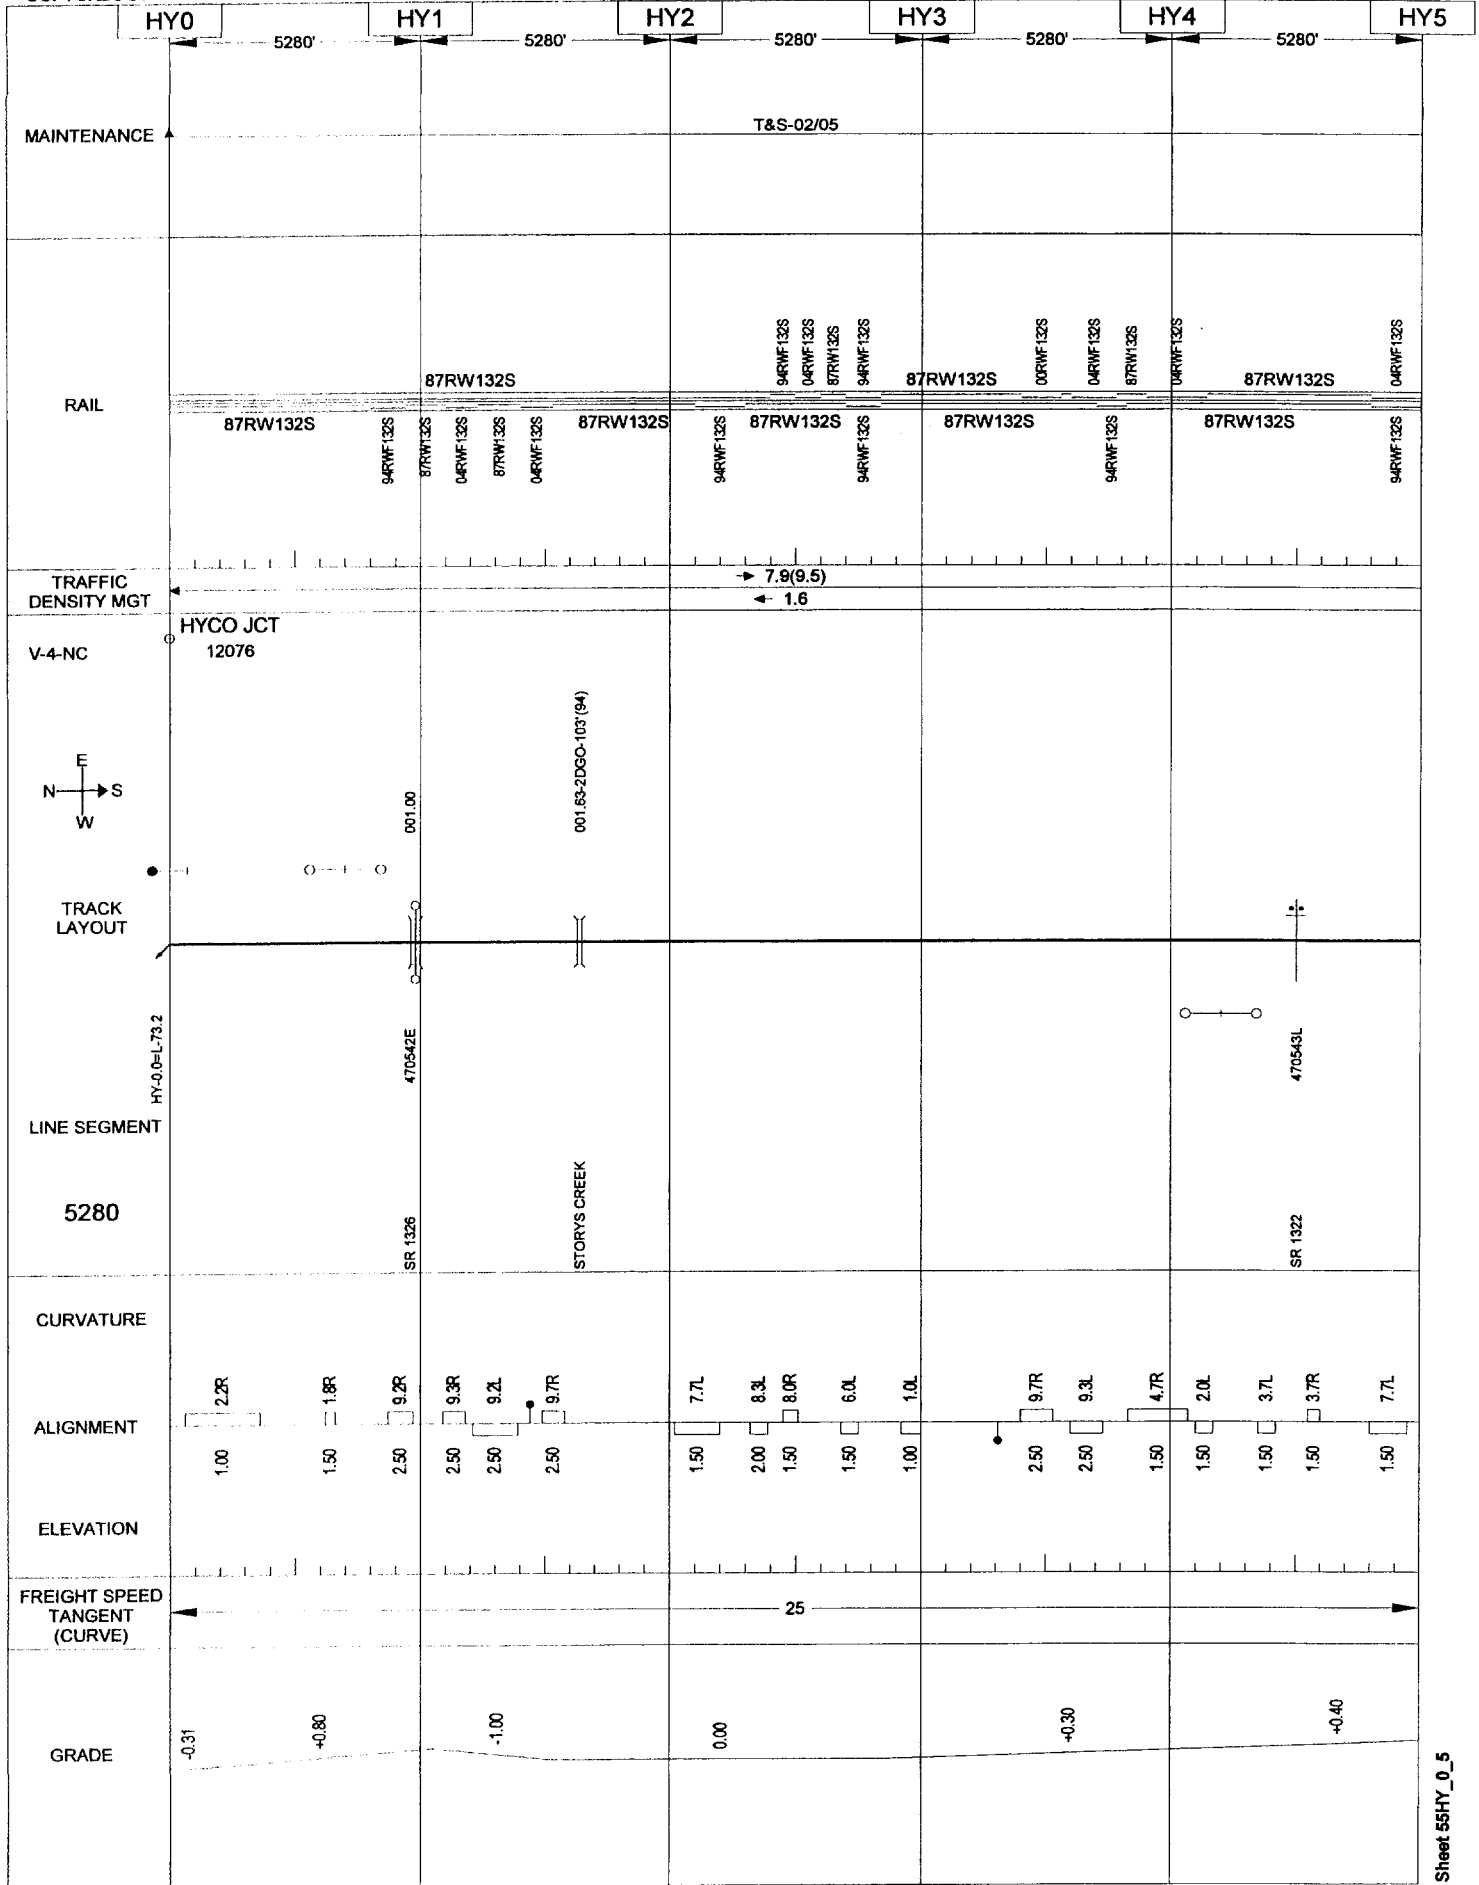 HY0 HY1 HY2 HY3 HY4 HY5
5280' 5280' 5280' 5280' 5280'
MAINTENANCE
T&S-02/05
RAIL
94RWF132S 04RWF132S 87RW132S 94RWF132S 00RWF132S 04RWF132S 87RW132S 04RWF132S 04RWF132S
87RW132S 87RW132S 87RW132S
87RW132S 87RW132S 87RW132S 87RW132S 87RW132S
94RWF132S 87RW132S 04RWF132S 87RW132S 04RWF132S 94RWF132S 94RWF132S 94RWF132S 94RWF132S
TRAFFIC
DENSITY MGT
7.9(9.5)
1.6
HYCO JCT
12076
V-4-NC
E
N S
W
001.00
001.63-2DGO-103'(94)
TRACK
LAYOUT
HY-0.0=L-73.2
470542E
470543L
LINE SEGMENT
5280
SR 1326
STORYS CREEK
SR 1322
CURVATURE
2.2R 1.8R 9.2R 9.3R 9.2L 9.7R 7.7L 8.3L 8.0R 6.0L 1.0L 9.7R 9.3L 4.7R 2.0L 3.7L 3.7R 7.7L
ALIGNMENT
1.00 1.50 2.50 2.50 2.50 2.50 1.50 2.00 1.50 1.50 1.00 2.50 2.50 1.50 1.50 1.50 1.50 1.50
ELEVATION
FREIGHT SPEED
TANGENT
(CURVE)
25
GRADE
-0.31 +0.80 -1.00 0.00 +0.30 +0.40
Sheet 55HY_0_5